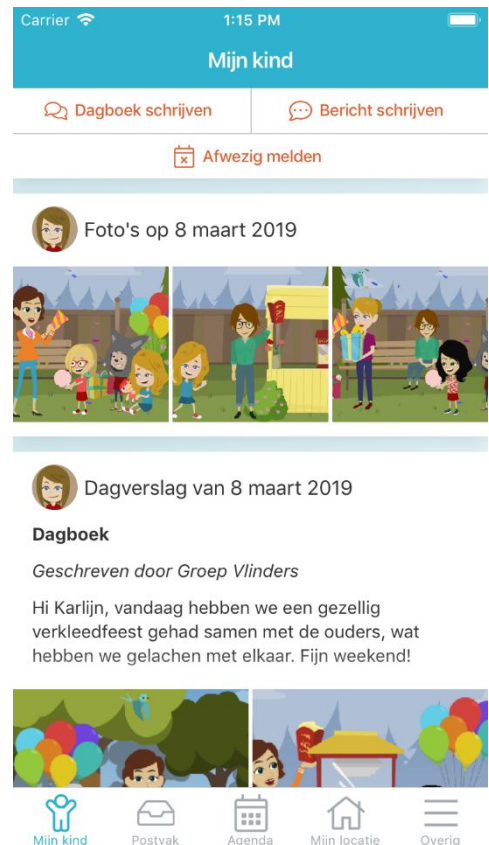 Carrier 1:15 PM
Mijn kind
Dagboek schrijven Bericht schrijven
Afwezig melden
Foto's op 8 maart 2019
Dagverslag van 8 maart 2019
Dagboek
Geschreven door Groep Vlinders
Hi Karlijn, vandaag hebben we een gezellig
verkleedfeest gehad samen met de ouders, wat
hebben we gelachen met elkaar. Fijn weekend!
Mijn kind Postvak Agenda Mijn locatie Overig